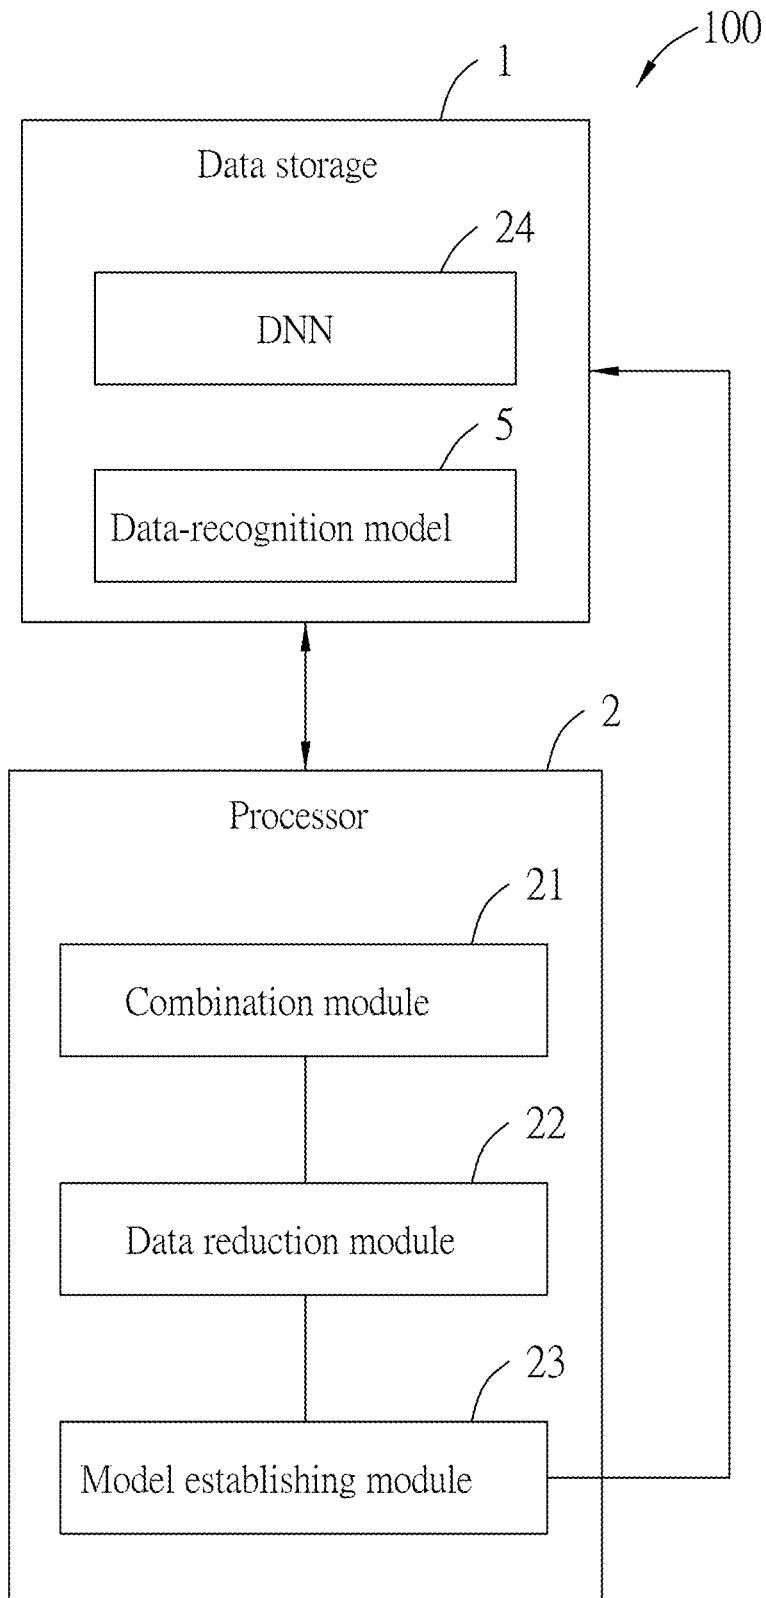 100
1
Data storage
24
DNN
5
Data-recognition model
2
Processor
21
Combination module
22
Data reduction module
23
Model establishing module